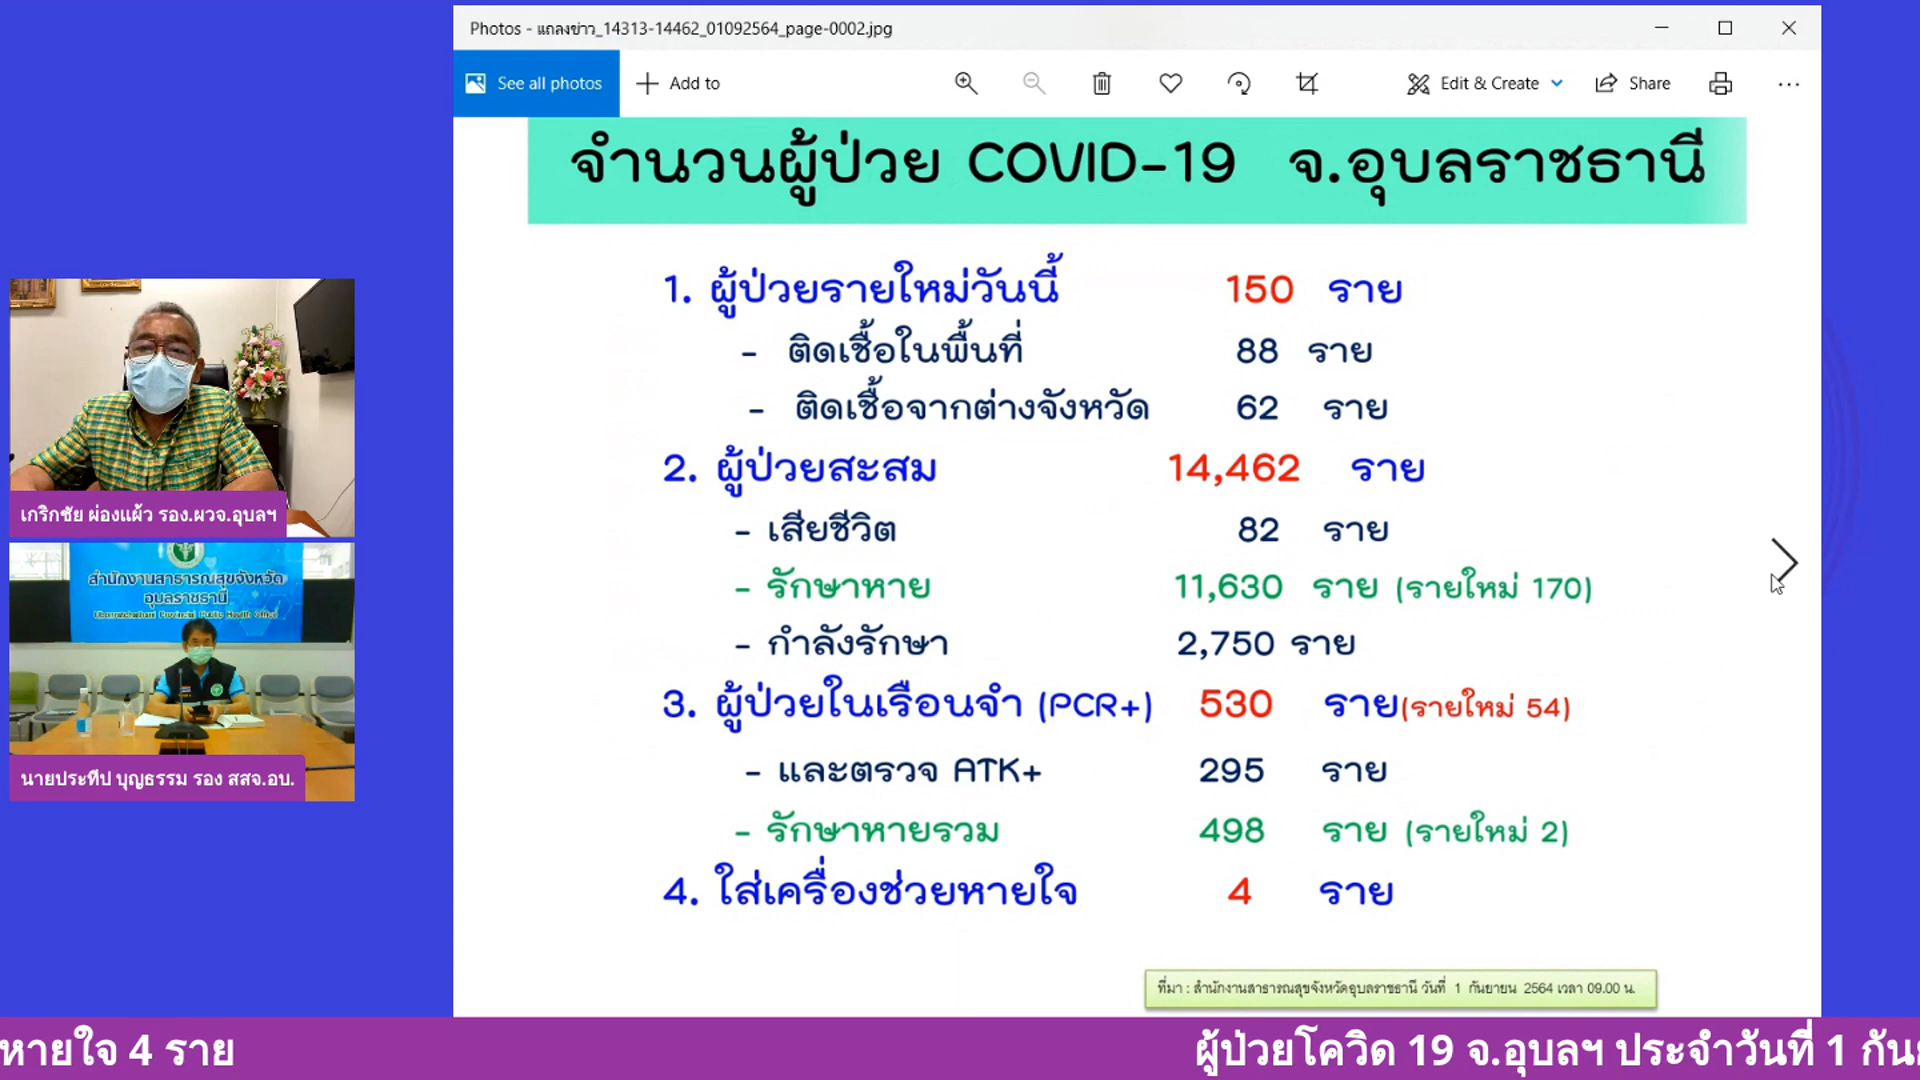 Photos - แถลงข่าว_14313-14462_01092564_page-0002.jpg
See all photos
Add to
Edit & Create
Share
จำนวนผู้ป่วย COVID-19 จ.อุบลราชธานี
1. ผู้ป่วยรายใหม่วันนี้ 150 ราย
- ติดเชื้อในพื้นที่ 88 ราย
- ติดเชื้อจากต่างจังหวัด 62 ราย
2. ผู้ป่วยสะสม 14,462 ราย
- เสียชีวิต 82 ราย
- รักษาหาย 11,630 ราย (รายใหม่ 170)
- กำลังรักษา 2,750 ราย
3. ผู้ป่วยในเรือนจำ (PCR+) 530 ราย(รายใหม่ 54)
- และตรวจ ATK+ 295 ราย
- รักษาหายรวม 498 ราย (รายใหม่ 2)
4. ใส่เครื่องช่วยหายใจ 4 ราย
ที่มา : สำนักงานสาธารณสุขจังหวัดอุบลราชธานี วันที่ 1 กันยายน 2564 เวลา 09.00 น.
เกริกชัย ผ่องแผ้ว รอง.ผวจ.อุบลฯ
สำนักงานสาธารณสุขจังหวัด
อุบลราชธานี
Ubonratchathani Provincial Public Health Office
นายประทีป บุญธรรม รอง สสจ.อบ.
หายใจ 4 ราย
ผู้ป่วยโควิด 19 จ.อุบลฯ ประจำวันที่ 1 กัน